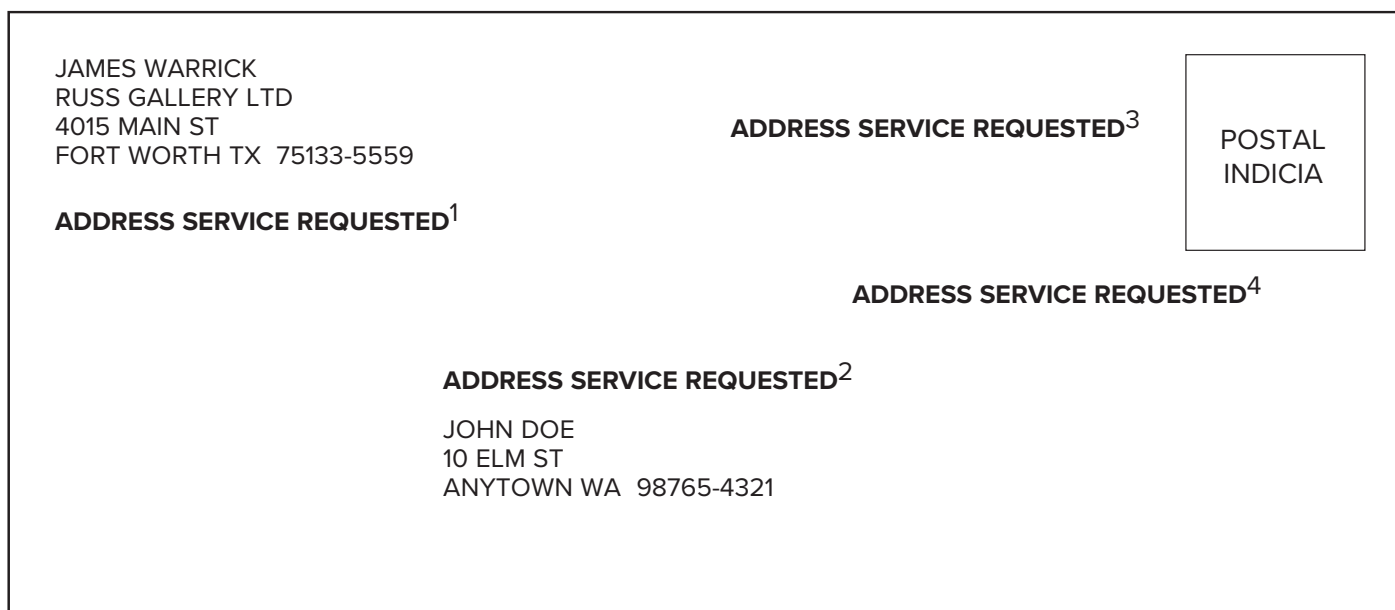 JAMES WARRICK
RUSS GALLERY LTD
4015 MAIN ST
FORT WORTH TX  75133-5559
ADDRESS SERVICE REQUESTED1
ADDRESS SERVICE REQUESTED3
POSTAL
INDICIA
ADDRESS SERVICE REQUESTED4
ADDRESS SERVICE REQUESTED2
JOHN DOE
10 ELM ST
ANYTOWN WA  98765-4321